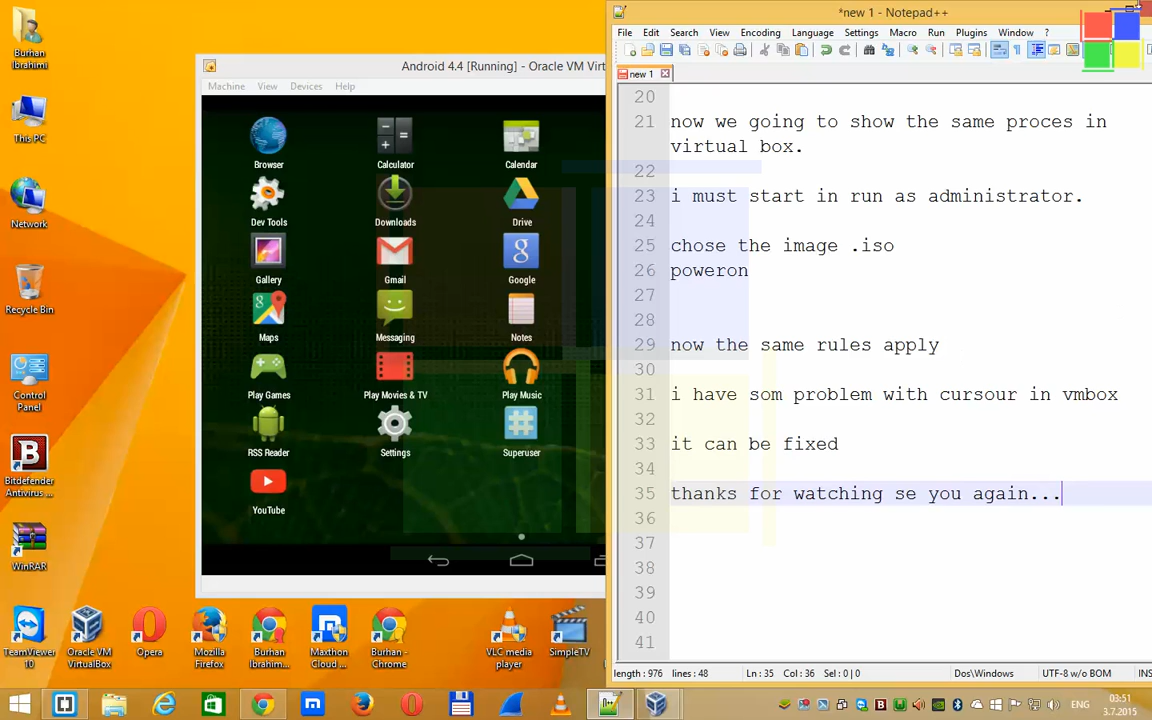 *new 1 - Notepad++
File Edit Search View Encoding Language Settings Macro Run Plugins Window ?
new 1
20
21 now we going to show the same proces in
virtual box.
22
23 i must start in run as administrator.
24
25 chose the image .iso
26 poweron
27
28
29 now the same rules apply
30
31 i have som problem with cursour in vmbox
32
33 it can be fixed
34
35 thanks for watching se you again...
36
37
38
39
40
41
length : 976 lines : 48 Ln : 35 Col : 36 Sel : 0 | 0 Dos\Windows UTF-8 w/o BOM INS
Android 4.4 [Running] - Oracle VM Virt
Machine View Devices Help
Browser Calculator Calendar
Dev Tools Downloads Drive
Gallery Gmail Google
Maps Messaging Notes
Play Games Play Movies & TV Play Music
RSS Reader Settings Superuser
YouTube
Burhan
Ibrahimi
This PC
Network
Recycle Bin
Control
Panel
Bitdefender
Antivirus ...
WinRAR
TeamViewer
10
Oracle VM
VirtualBox
Opera
Mozilla
Firefox
Burhan
Ibrahim...
Maxthon
Cloud ...
Burhan -
Chrome
VLC media
player
SimpleTV
ENG
03:51
3.7.2015